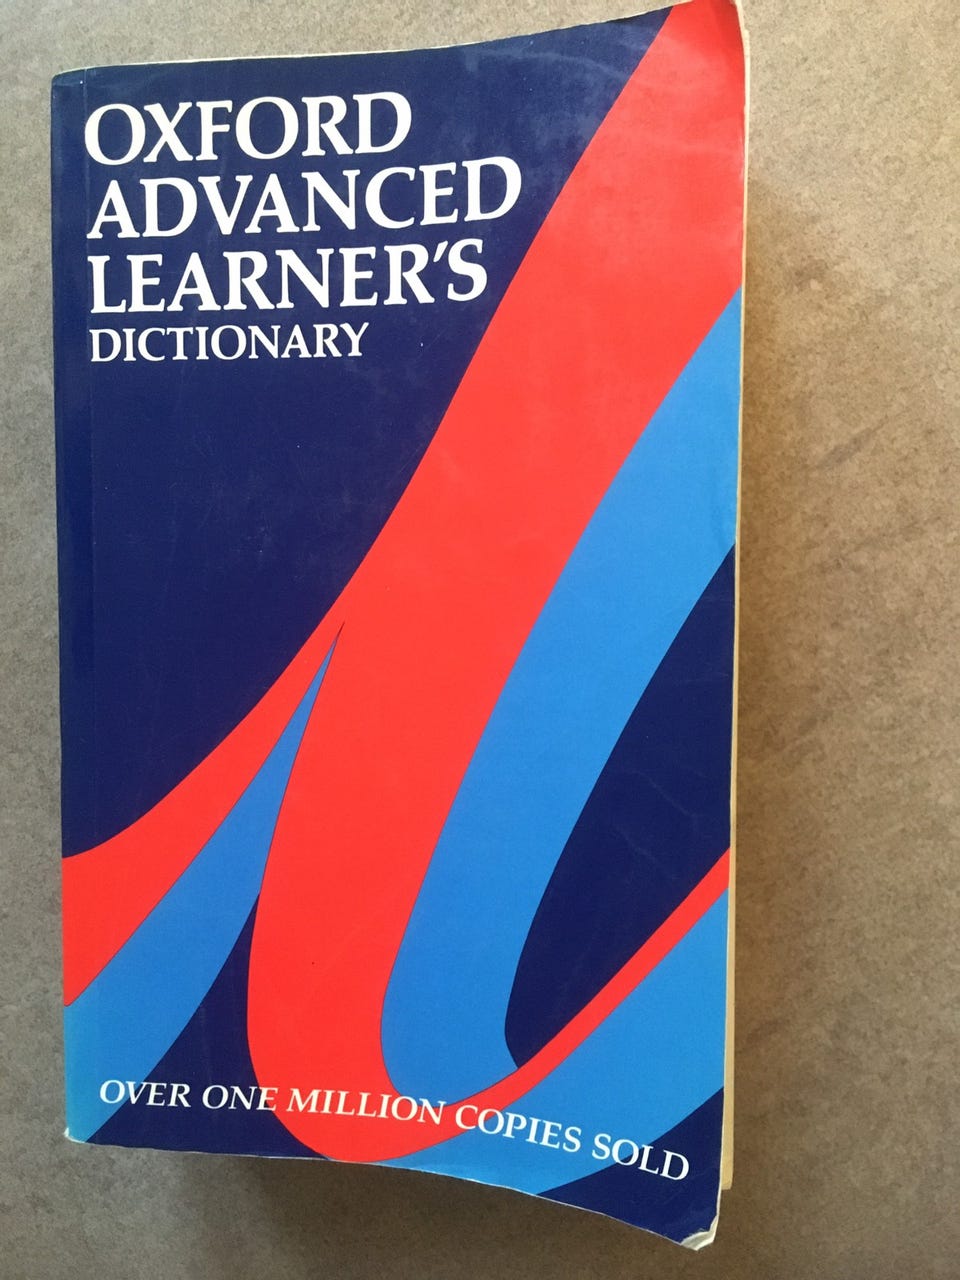 OXFORD
ADVANCED
LEARNER'S
DICTIONARY
OVER ONE MILLION COPIES SOLD